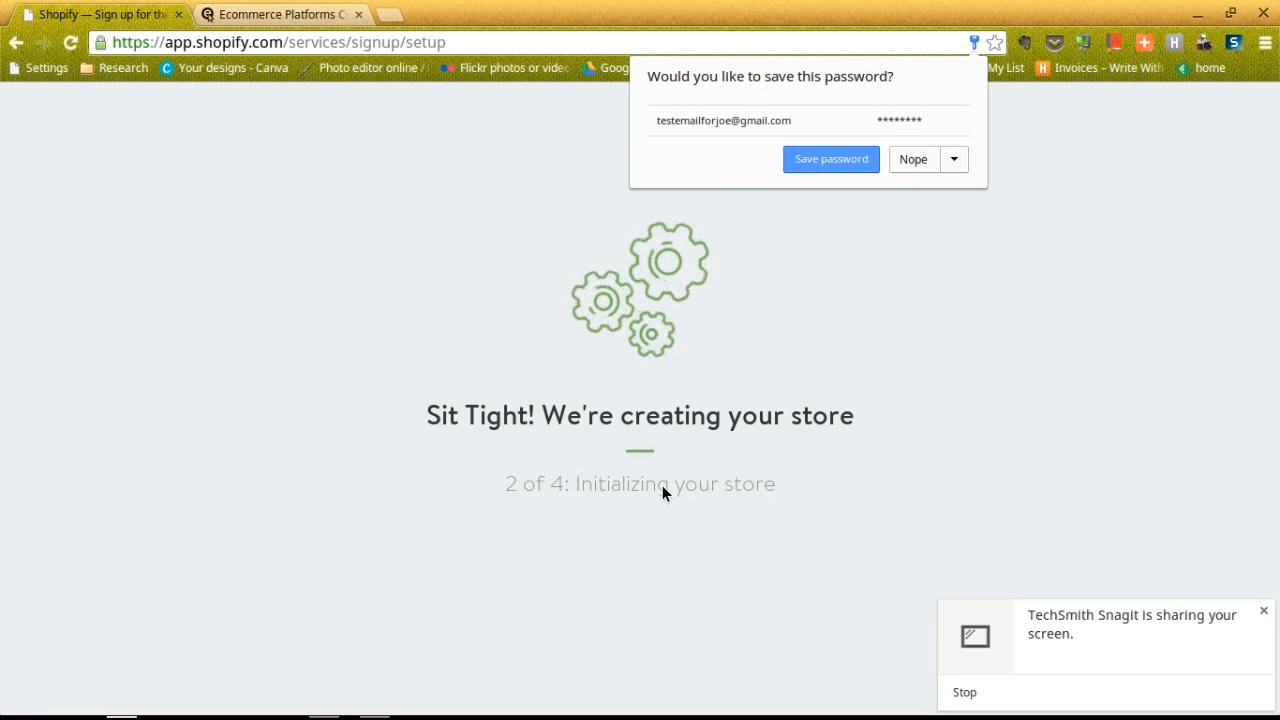 Shopify — Sign up for th
Ecommerce Platforms C
https://app.shopify.com/services/signup/setup
Settings Research Your designs - Canva Photo editor online / Flickr photos or vide Goog My List Invoices – Write With home
Would you like to save this password?
testemailforjoe@gmail.com ********
Save password Nope
Sit Tight! We're creating your store
2 of 4: Initializing your store
TechSmith Snagit is sharing your
screen.
Stop